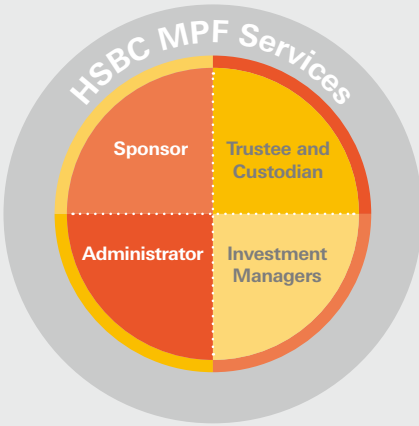 HSBC MPF Services
Sponsor
Trustee and
Custodian
Administrator
Investment
Managers